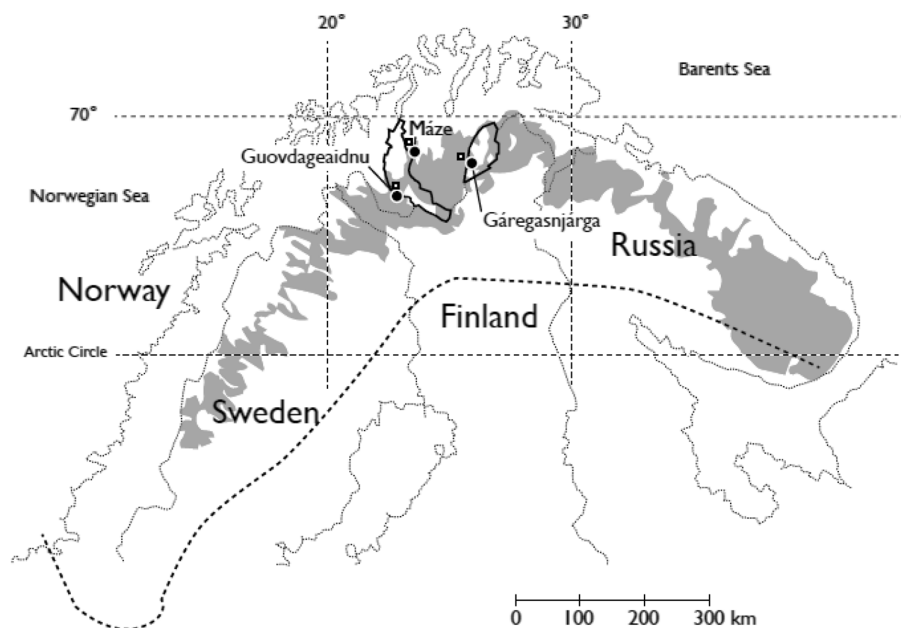 20°
30°
Barents Sea
70°
Máze
Guovdageaidnu
Norwegian Sea
Gáregasnjárga
Russia
Norway
Finland
Arctic Circle
Sweden
0 100 200 300 km